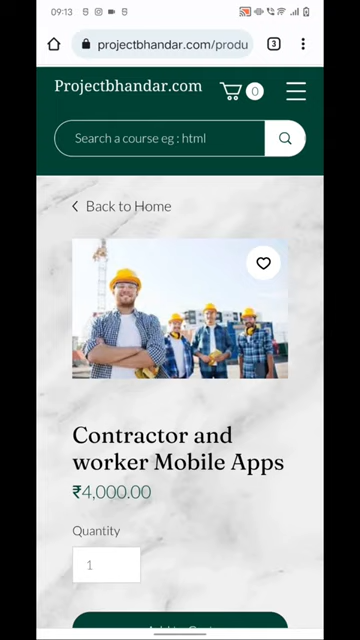 09:13
projectbhandar.com/produ
3
Projectbhandar.com
0
Search a course eg : html
Back to Home
Contractor and
worker Mobile Apps
₹4,000.00
Quantity
1